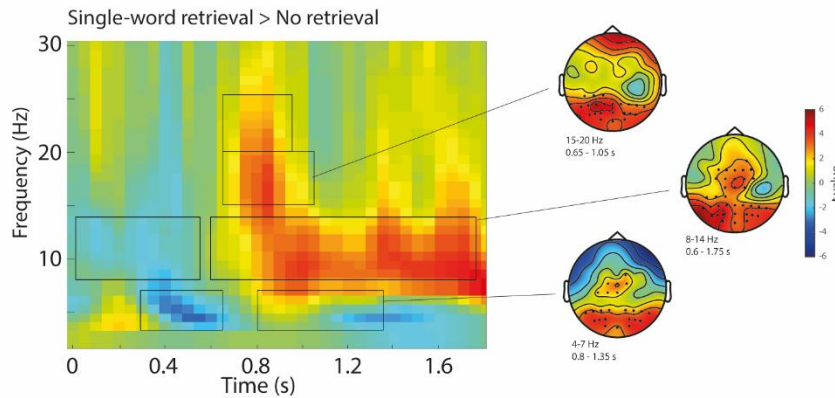 Single-word retrieval > No retrieval
30
20
10
Frequency (Hz)
0
0.4
0.8
1.2
1.6
Time (s)
15-20 Hz
0.65 - 1.05 s
8-14 Hz
0.6 - 1.75 s
4-7 Hz
0.8 - 1.35 s
6
4
2
0
-2
-4
-6